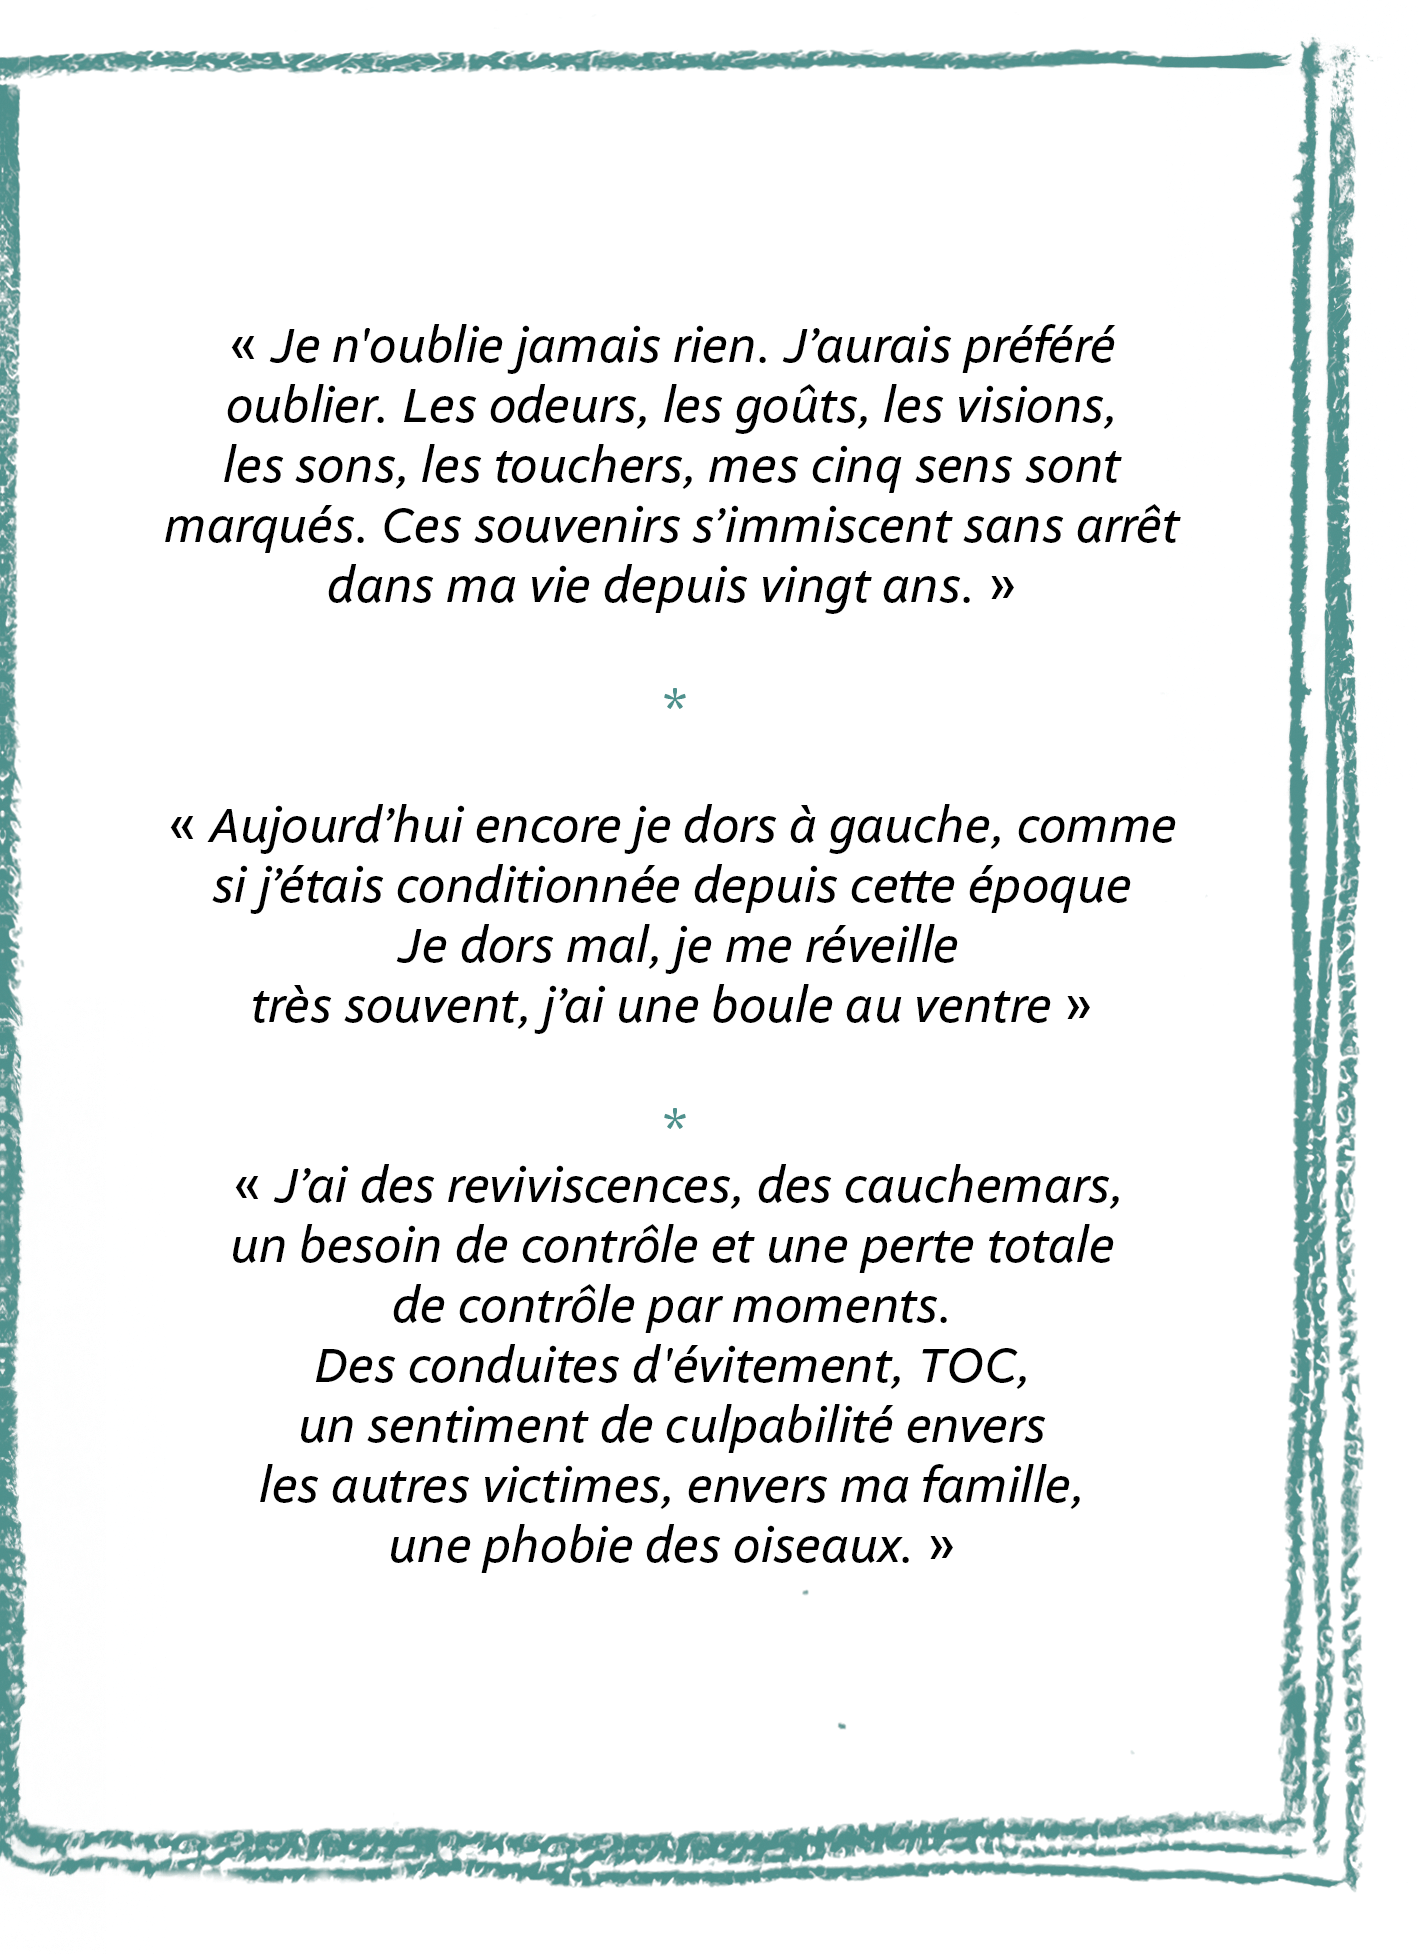 « Je n'oublie jamais rien. J’aurais préféré
oublier. Les odeurs, les goûts, les visions,
les sons, les touchers, mes cinq sens sont
marqués. Ces souvenirs s’immiscent sans arrêt
dans ma vie depuis vingt ans. »
*
« Aujourd’hui encore je dors à gauche, comme
si j’étais conditionnée depuis cette époque
Je dors mal, je me réveille
très souvent, j’ai une boule au ventre »
*
« J’ai des reviviscences, des cauchemars,
un besoin de contrôle et une perte totale
de contrôle par moments.
Des conduites d'évitement, TOC,
un sentiment de culpabilité envers
les autres victimes, envers ma famille,
une phobie des oiseaux. »